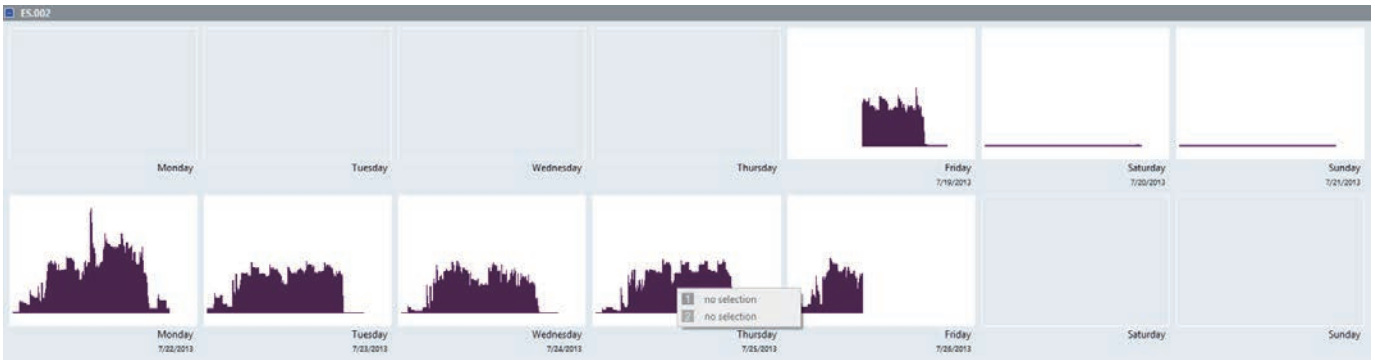 ES.002
Monday Tuesday Wednesday Thursday Friday Saturday Sunday
7/19/2013 7/20/2013 7/21/2013
1 no selection
2 no selection
Monday Tuesday Wednesday Thursday Friday Saturday Sunday
7/22/2013 7/23/2013 7/24/2013 7/25/2013 7/26/2013